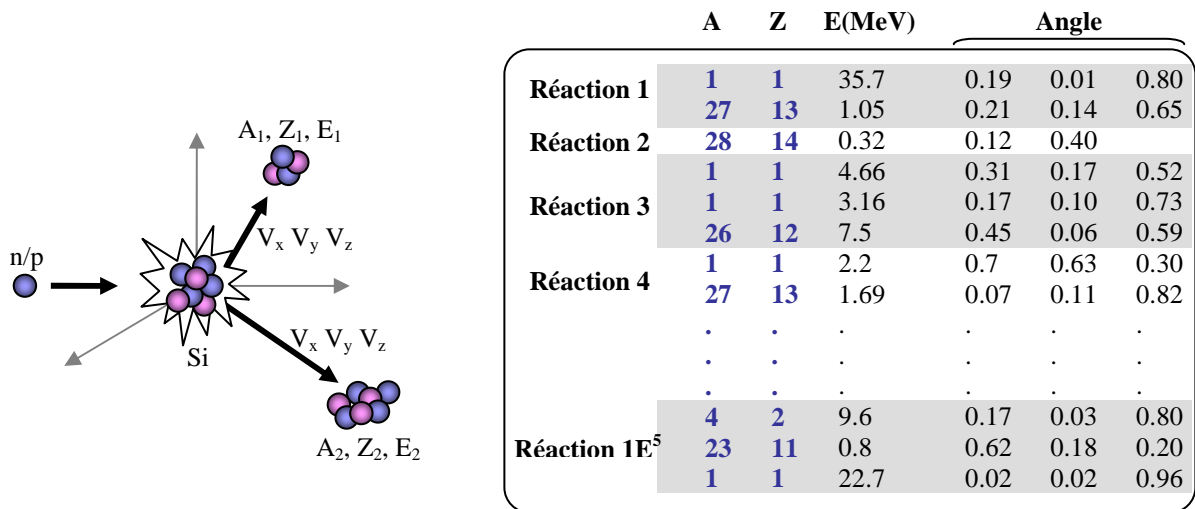 A Z E(MeV) Angle
Réaction 1 1 1 35.7 0.19 0.01 0.80
27 13 1.05 0.21 0.14 0.65
Réaction 2 28 14 0.32 0.12 0.40
1 1 4.66 0.31 0.17 0.52
Réaction 3 1 1 3.16 0.17 0.10 0.73
26 12 7.5 0.45 0.06 0.59
Réaction 4 1 1 2.2 0.7 0.63 0.30
27 13 1.69 0.07 0.11 0.82
. . . . . .
. . . . . .
. . . . . .
4 2 9.6 0.17 0.03 0.80
Réaction 1E⁵ 23 11 0.8 0.62 0.18 0.20
1 1 22.7 0.02 0.02 0.96
A₁, Z₁, E₁
Vₓ Vᵧ V_z
n/p
Si
Vₓ Vᵧ V_z
A₂, Z₂, E₂